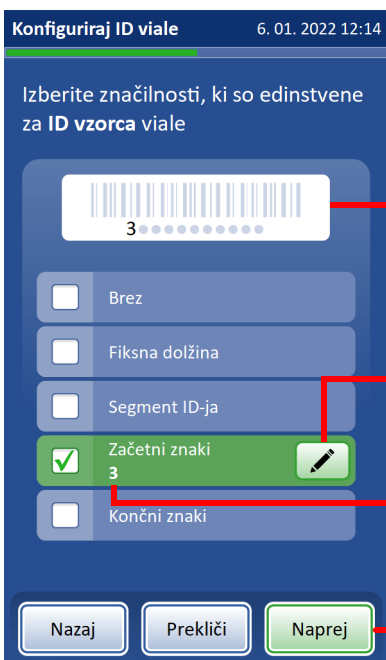 Konfiguriraj ID viale 6. 01. 2022 12:14
Izberite značilnosti, ki so edinstvene
za ID vzorca viale
3
Brez
Fiksna dolžina
Segment ID-ja
Začetni znaki
3
Končni znaki
Nazaj Prekliči Naprej